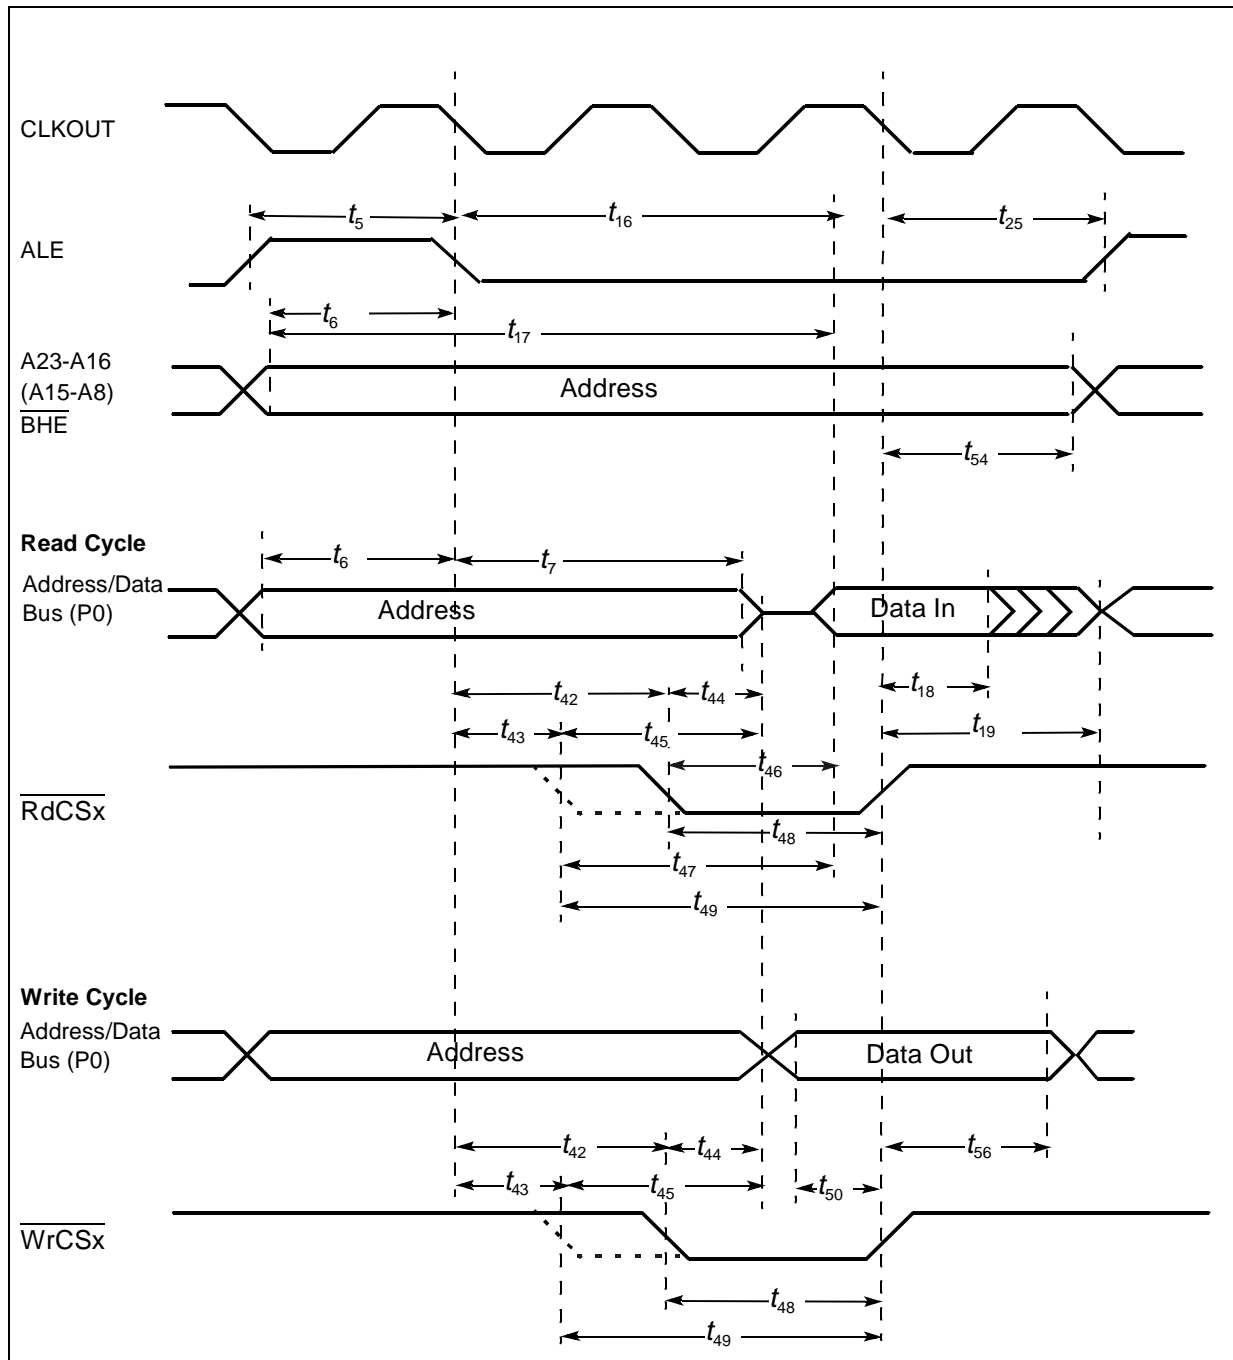 CLKOUT
t5 t16 t25
ALE
t6 t17
A23-A16
(A15-A8)
BHE
Address
t54
Read Cycle
t6 t7
Address/Data
Bus (P0)
Address Data In
t42 t44 t18
t43 t45 t19
t46
RdCSx
t48
t47
t49
Write Cycle
Address/Data
Bus (P0)
Address Data Out
t42 t44 t56
t43 t45 t50
WrCSx
t48
t49